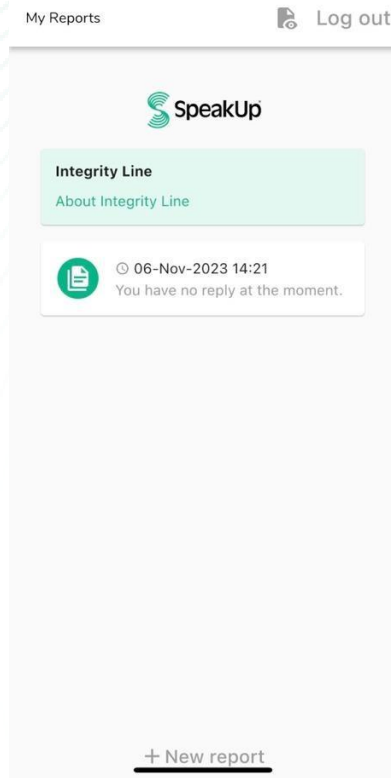 My Reports
Log out
SpeakUp
Integrity Line
About Integrity Line
06-Nov-2023 14:21
You have no reply at the moment.
+ New report